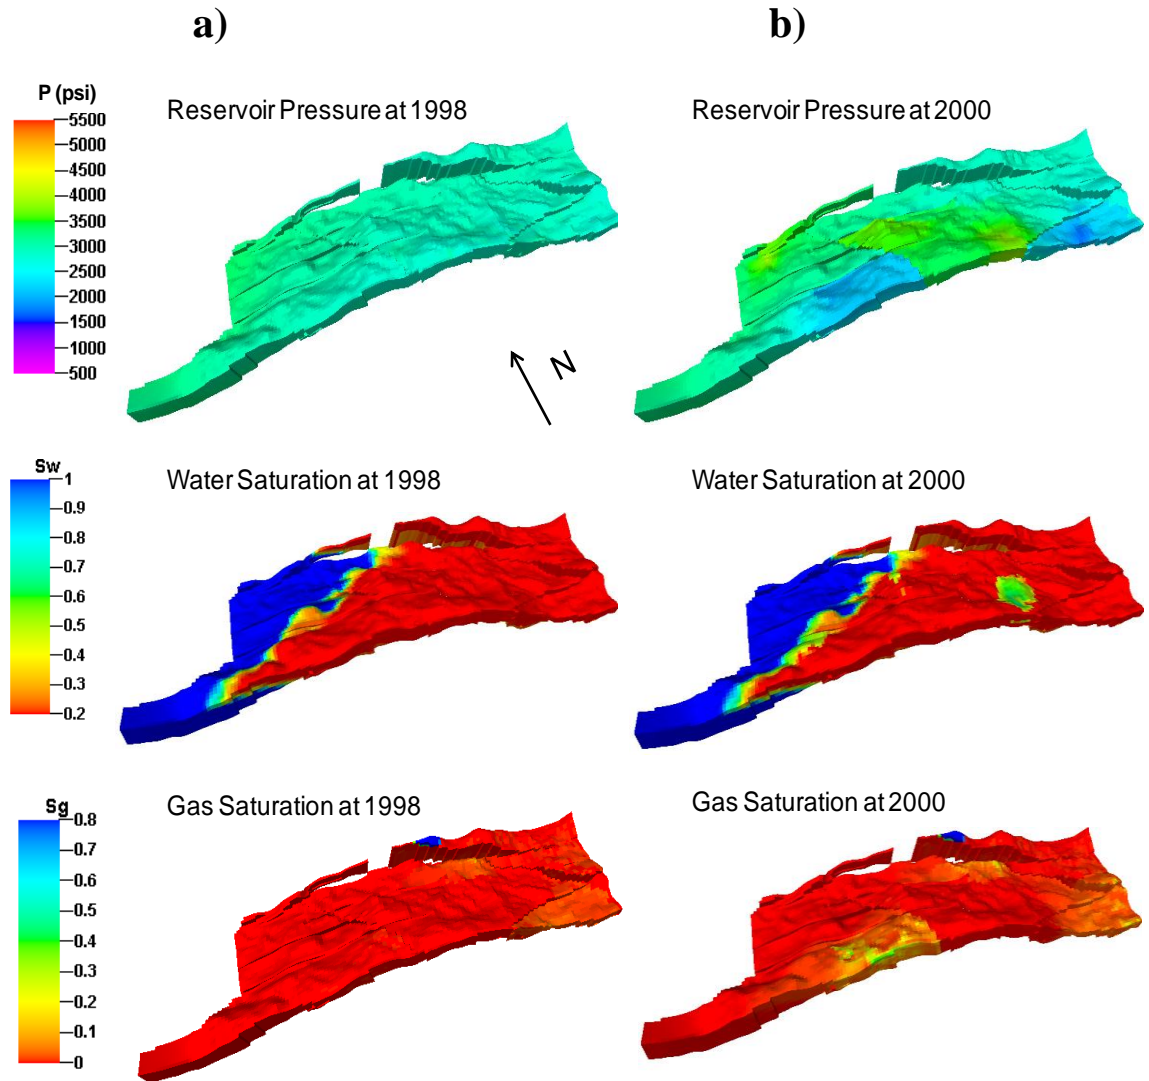 a)
b)
P (psi)
Reservoir Pressure at 1998
Reservoir Pressure at 2000
5500
5000
4500
4000
3500
3000
2500
2000
1500
1000
500
N
Sw
Water Saturation at 1998
Water Saturation at 2000
1
0.9
0.8
0.7
0.6
0.5
0.4
0.3
0.2
Sg
Gas Saturation at 1998
Gas Saturation at 2000
0.8
0.7
0.6
0.5
0.4
0.3
0.2
0.1
0